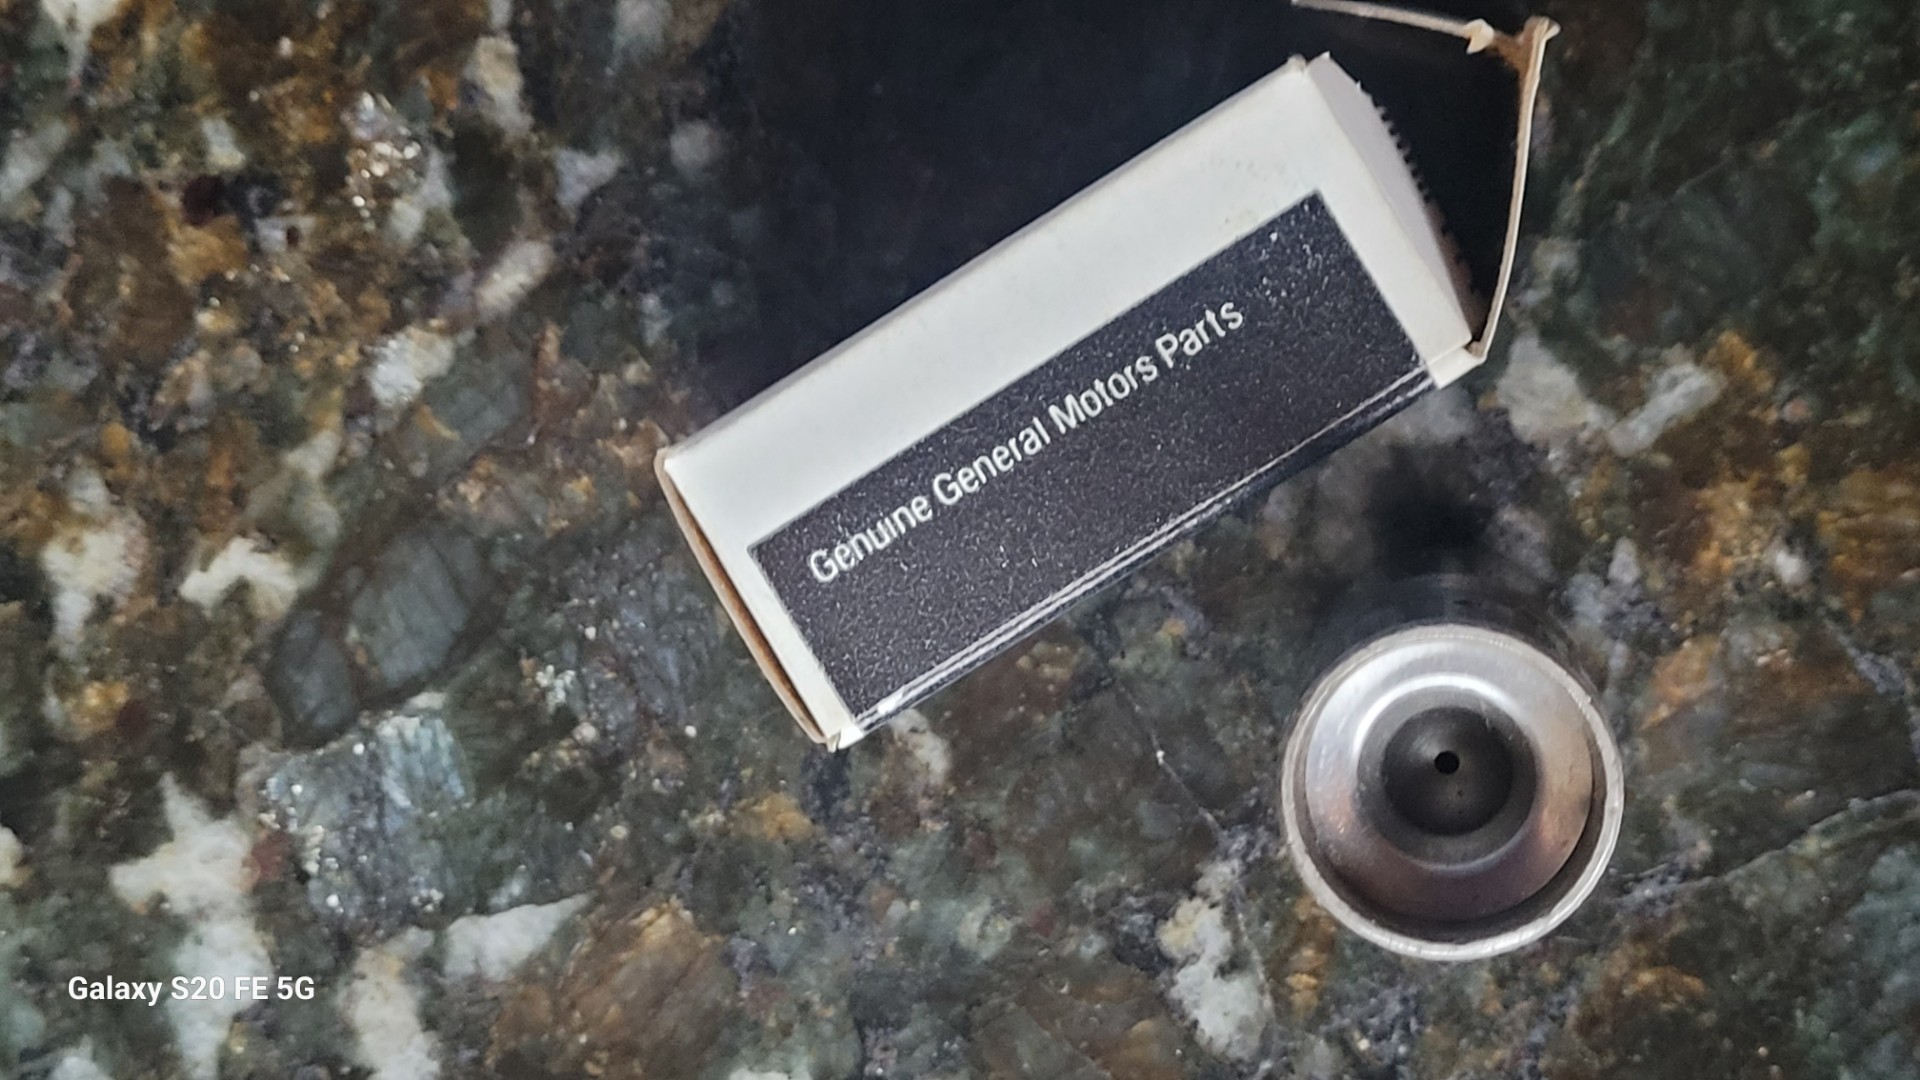 Genuine General Motors Parts
Galaxy S20 FE 5G